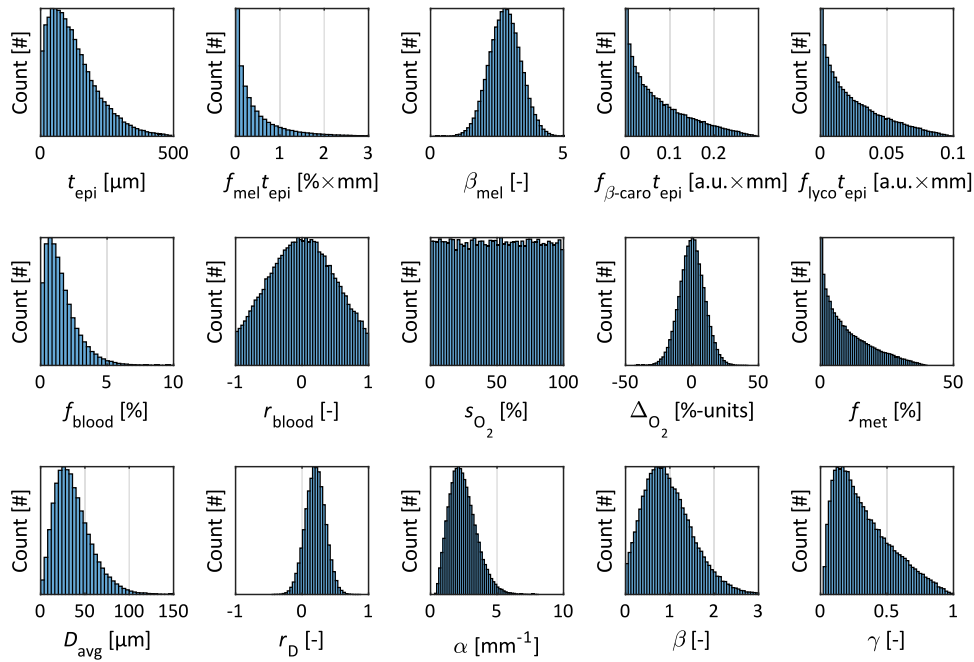 Count [#] Count [#] Count [#] Count [#] Count [#]
0 500 0 1 2 3 0 5 0 0.1 0.2 0 0.05 0.1
t_epi [µm] f_mel t_epi [%×mm] β_mel [-] f_β-caro t_epi [a.u.×mm] f_lyco t_epi [a.u.×mm]
Count [#] Count [#] Count [#] Count [#] Count [#]
0 5 10 -1 0 1 0 50 100 -50 0 50 0 50
f_blood [%] r_blood [-] s_O_2 [%] Δ_O_2 [%-units] f_met [%]
Count [#] Count [#] Count [#] Count [#] Count [#]
0 50 100 150 -1 0 1 0 5 10 0 1 2 3 0 0.5 1
D_avg [µm] r_D [-] α [mm⁻¹] β [-] γ [-]